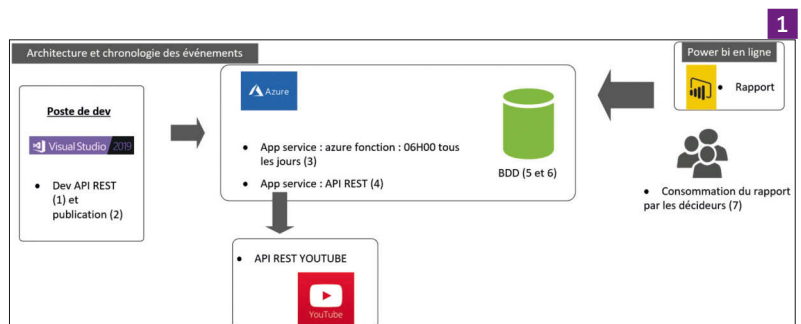 1
Architecture et chronologie des événements
Poste de dev
Visual Studio 2019
• Dev API REST
(1) et
publication (2)
Azure
• App service : azure fonction : 06H00 tous
les jours (3)
• App service : API REST (4)
BDD (5 et 6)
• API REST YOUTUBE
YouTube
Power bi en ligne
• Rapport
• Consommation du rapport
par les décideurs (7)